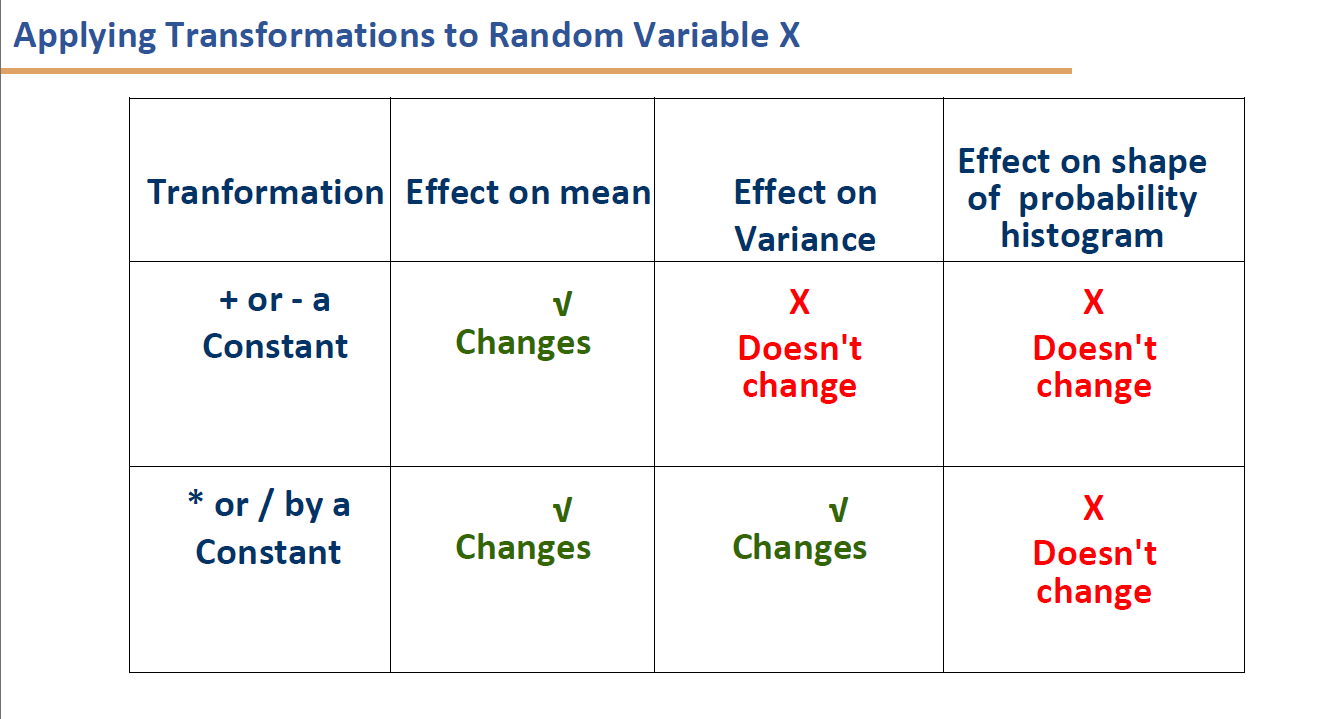 Applying Transformations to Random Variable X
Tranformation
Effect on mean
Effect on
Variance
Effect on shape
of probability
histogram
+ or - a
Constant
√
Changes
X
Doesn't
change
X
Doesn't
change
* or / by a
Constant
√
Changes
√
Changes
X
Doesn't
change